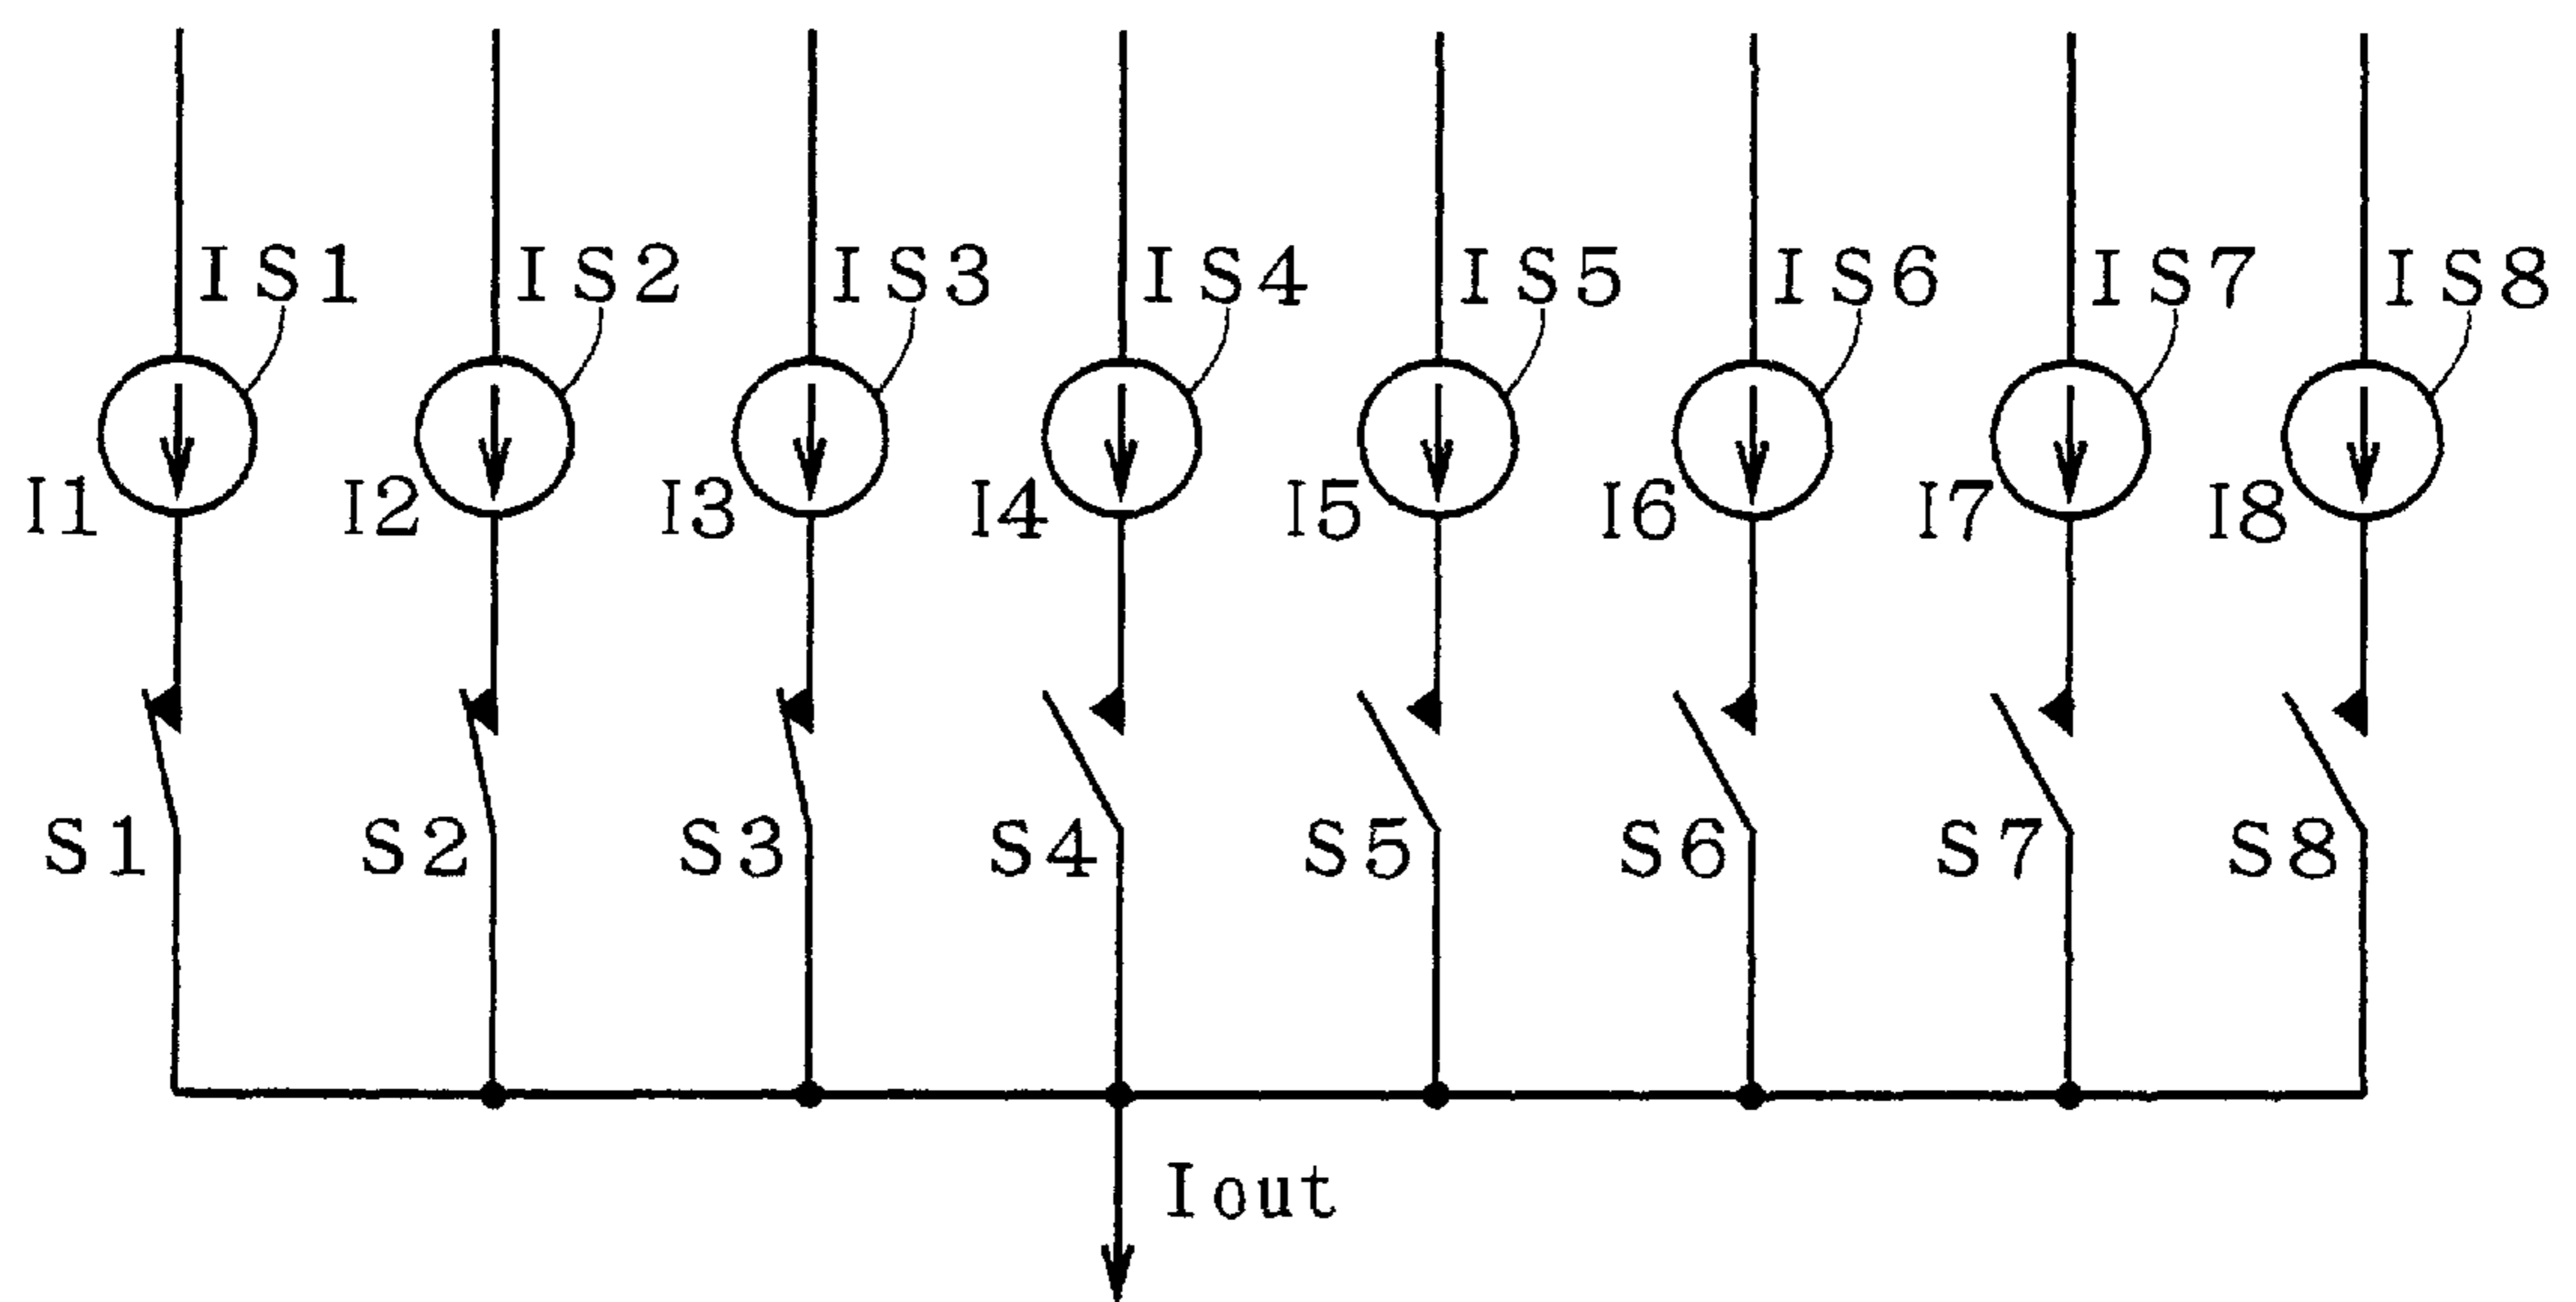 IS1 IS2 IS3 IS4 IS5 IS6 IS7 IS8
I1 I2 I3 I4 I5 I6 I7 I8
S1 S2 S3 S4 S5 S6 S7 S8
Iout